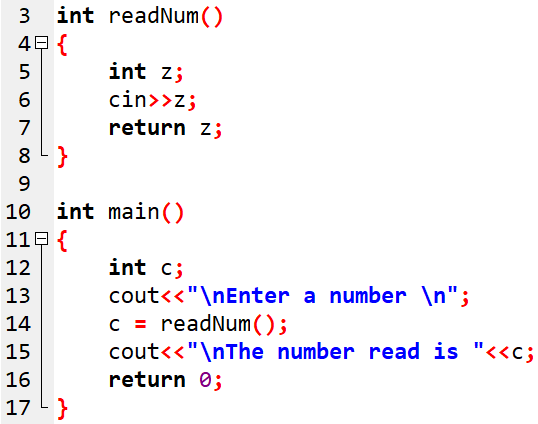 3 int readNum()
4 {
5 int z;
6 cin>>z;
7 return z;
8 }
9
10 int main()
11 {
12 int c;
13 cout<<"\nEnter a number \n";
14 c = readNum();
15 cout<<"\nThe number read is "<<c;
16 return 0;
17 }